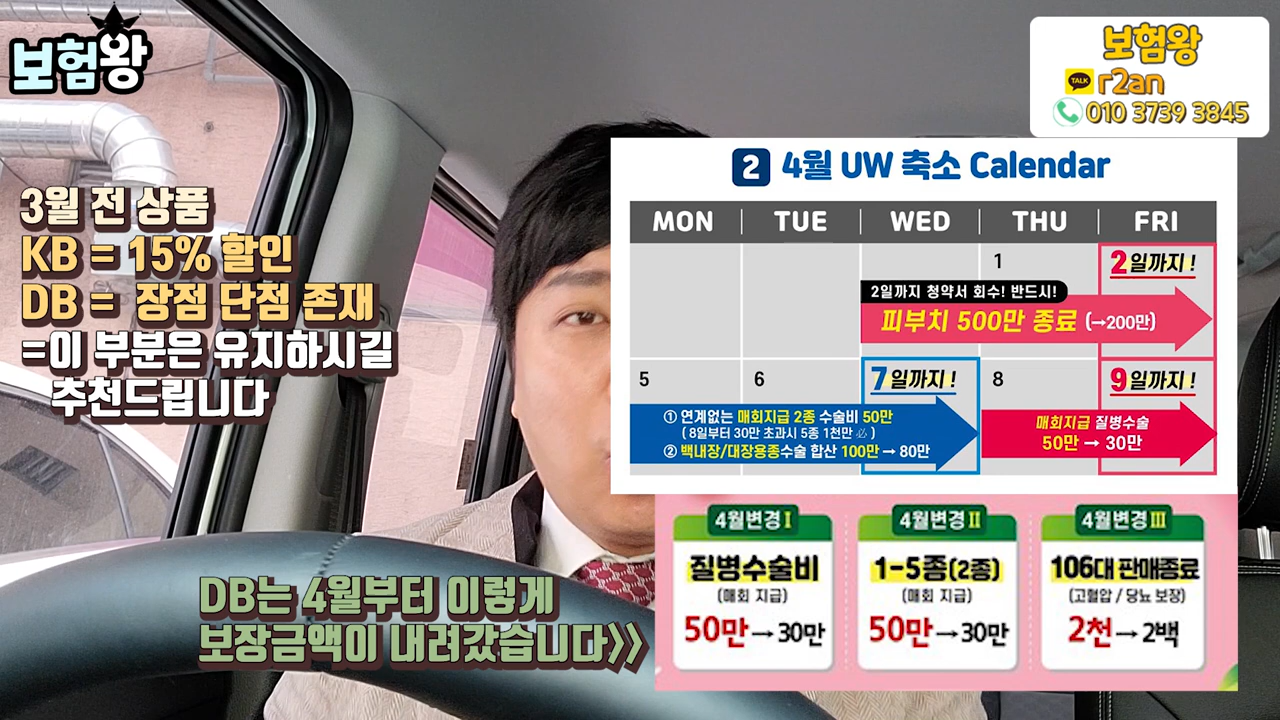 보험왕
보험왕
TALK r2an
010 3739 3845
3월 전 상품
KB = 15% 할인
DB = 장점 단점 존재
=이 부분은 유지하시길
추천드립니다
2 4월 UW 축소 Calendar
MON TUE WED THU FRI
1 2일까지!
2일까지 청약서 회수! 반드시!
피부치 500만 종료 (→200만)
5 6 7일까지! 8 9일까지!
① 연계없는 매회지급 2종 수술비 50만
(8일부터 30만 초과시 5종 1천만 必)
② 백내장/대장용종수술 합산 100만 → 80만
매회지급 질병수술
50만 → 30만
4월변경Ⅰ
질병수술비
(매회 지급)
50만→30만
4월변경Ⅱ
1-5종(2종)
(매회 지급)
50만→30만
4월변경Ⅲ
106대 판매종료
(고혈압 / 당뇨 보장)
2천→2백
DB는 4월부터 이렇게
보장금액이 내려갔습니다>>